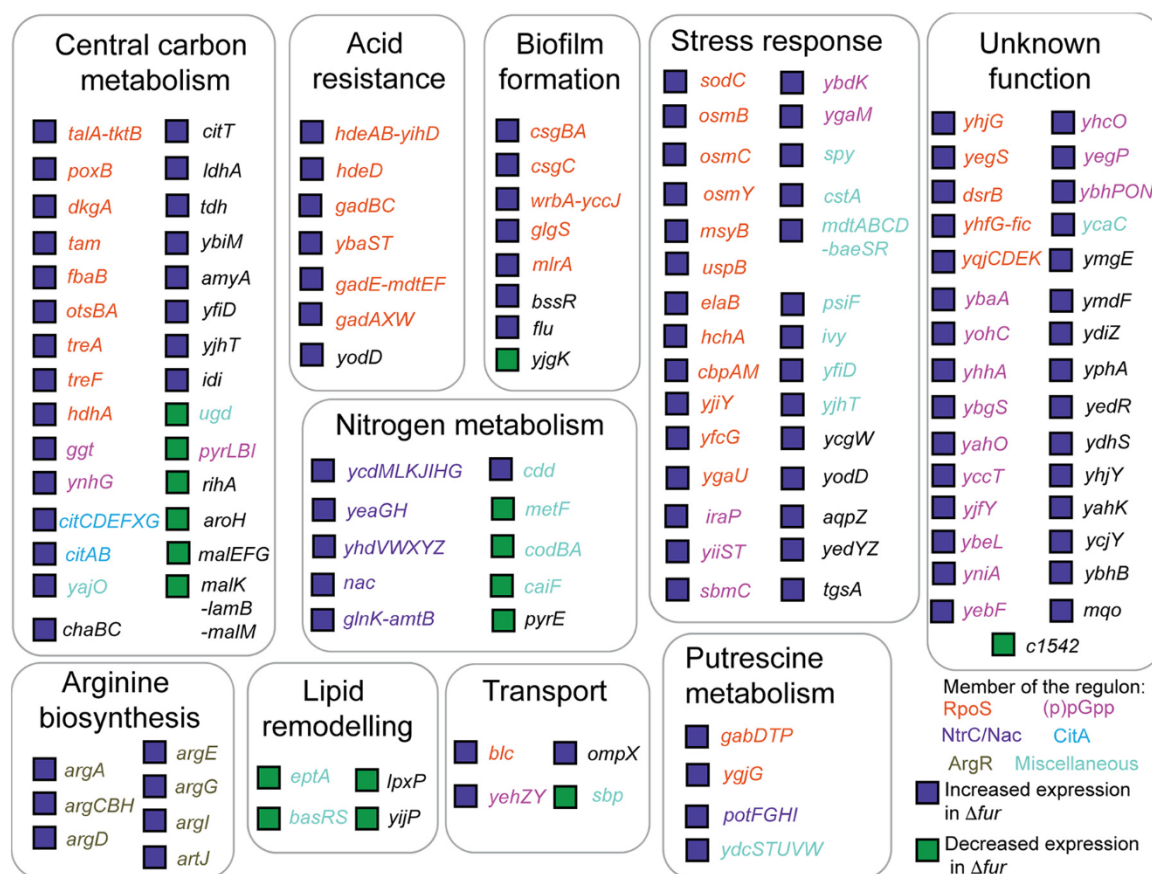 Central carbon
metabolism
talA-tktB
poxB
dkgA
tam
fbaB
otsBA
treA
treF
hdhA
ggt
ynhG
citCDEFXG
citAB
yajO
chaBC
citT
ldhA
tdh
ybiM
amyA
yfiD
yjhT
idi
ugd
pyrLBI
rihA
aroH
malEFG
malK
-lamB
-malM
Acid
resistance
hdeAB-yihD
hdeD
gadBC
ybaST
gadE-mdtEF
gadAXW
yodD
Biofilm
formation
csgBA
csgC
wrbA-yccJ
glgS
mlrA
bssR
flu
yjgK
Stress response
sodC
osmB
osmC
osmY
msyB
uspB
elaB
hchA
cbpAM
yjiY
yfcG
ygaU
iraP
yiiST
sbmC
ybdK
ygaM
spy
cstA
mdtABCD
-baeSR
psiF
ivy
yfiD
yjhT
ycgW
yodD
aqpZ
yedYZ
tgsA
Unknown
function
yhjG
yegS
dsrB
yhfG-fic
yqjCDEK
ybaA
yohC
yhhA
ybgS
yahO
yccT
yjfY
ybeL
yniA
yebF
yhcO
yegP
ybhPON
ycaC
ymgE
ymdF
ydiZ
yphA
yedR
ydhS
yhjY
yahK
ycjY
ybhB
mqo
c1542
Nitrogen metabolism
ycdMLKJIHG
yeaGH
yhdVWXYZ
nac
glnK-amtB
cdd
metF
codBA
caiF
pyrE
Arginine
biosynthesis
argA
argCBH
argD
argE
argG
argI
artJ
Lipid
remodelling
eptA
basRS
lpxP
yijP
Transport
blc
yehZY
ompX
sbp
Putrescine
metabolism
gabDTP
ygjG
potFGHI
ydcSTUVW
Member of the regulon:
RpoS (p)pGpp
NtrC/Nac CitA
ArgR Miscellaneous
Increased expression
in Δfur
Decreased expression
in Δfur